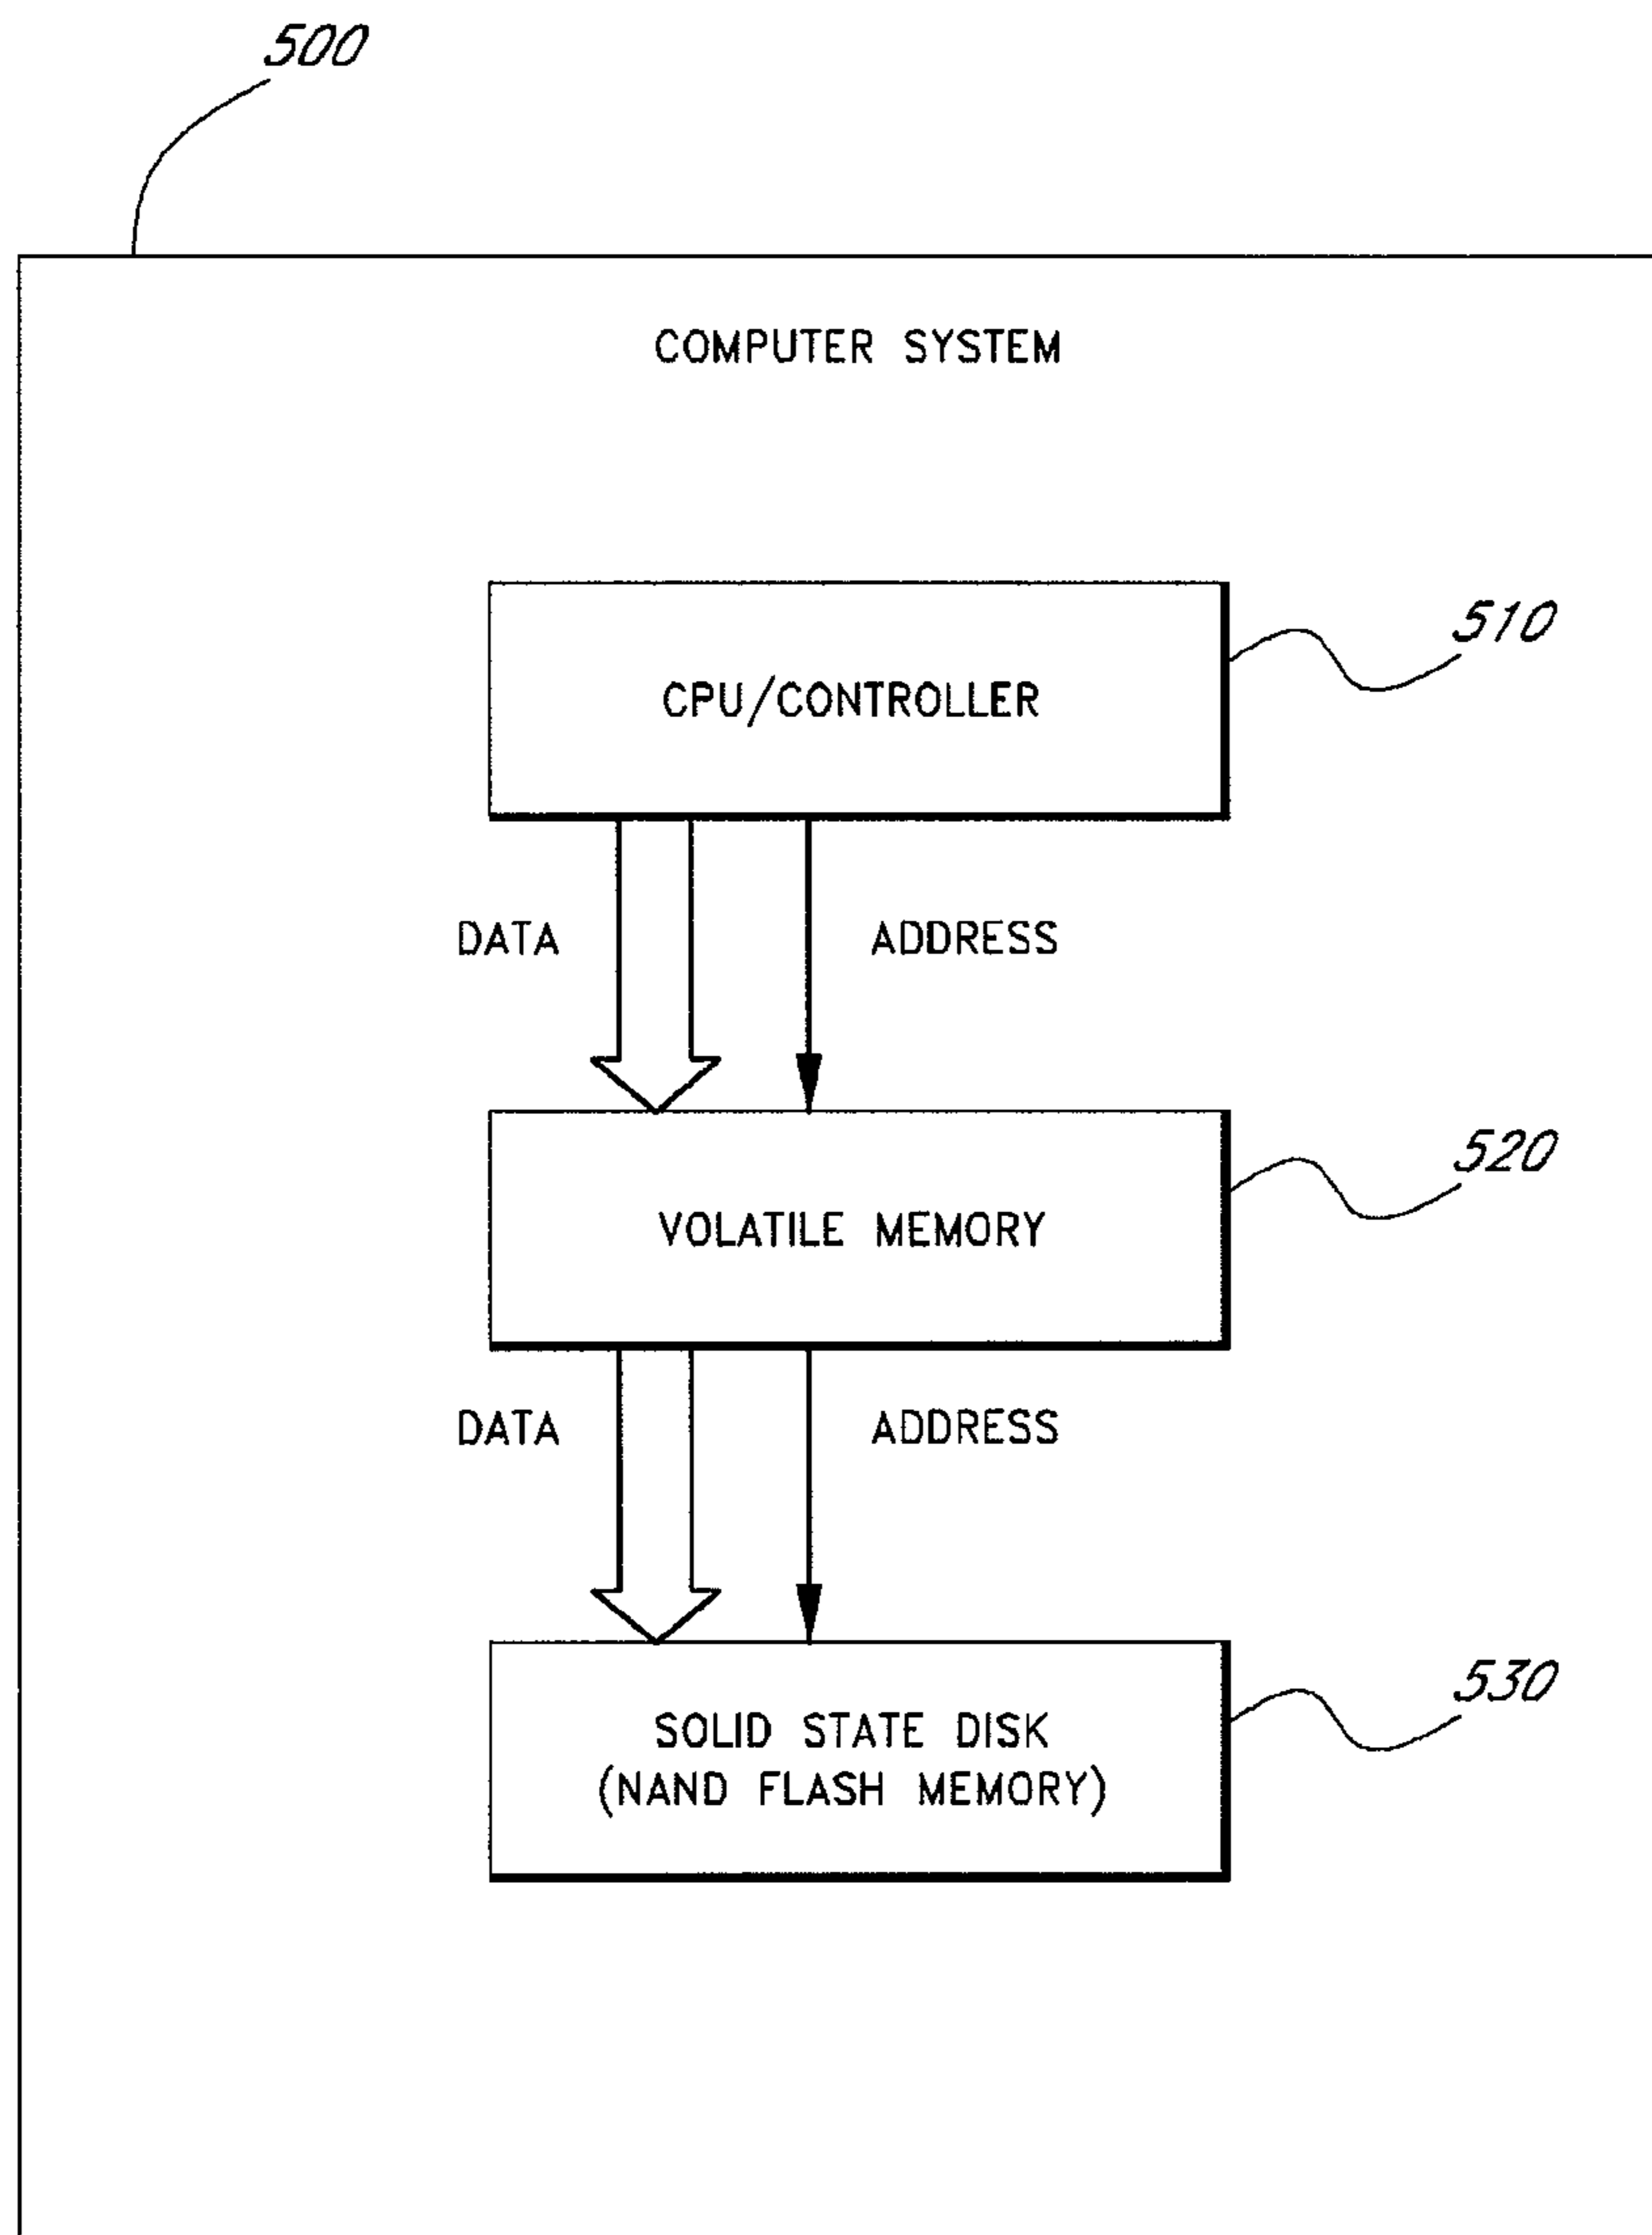 500
COMPUTER SYSTEM
510
CPU/CONTROLLER
DATA ADDRESS
520
VOLATILE MEMORY
DATA ADDRESS
530
SOLID STATE DISK
(NAND FLASH MEMORY)